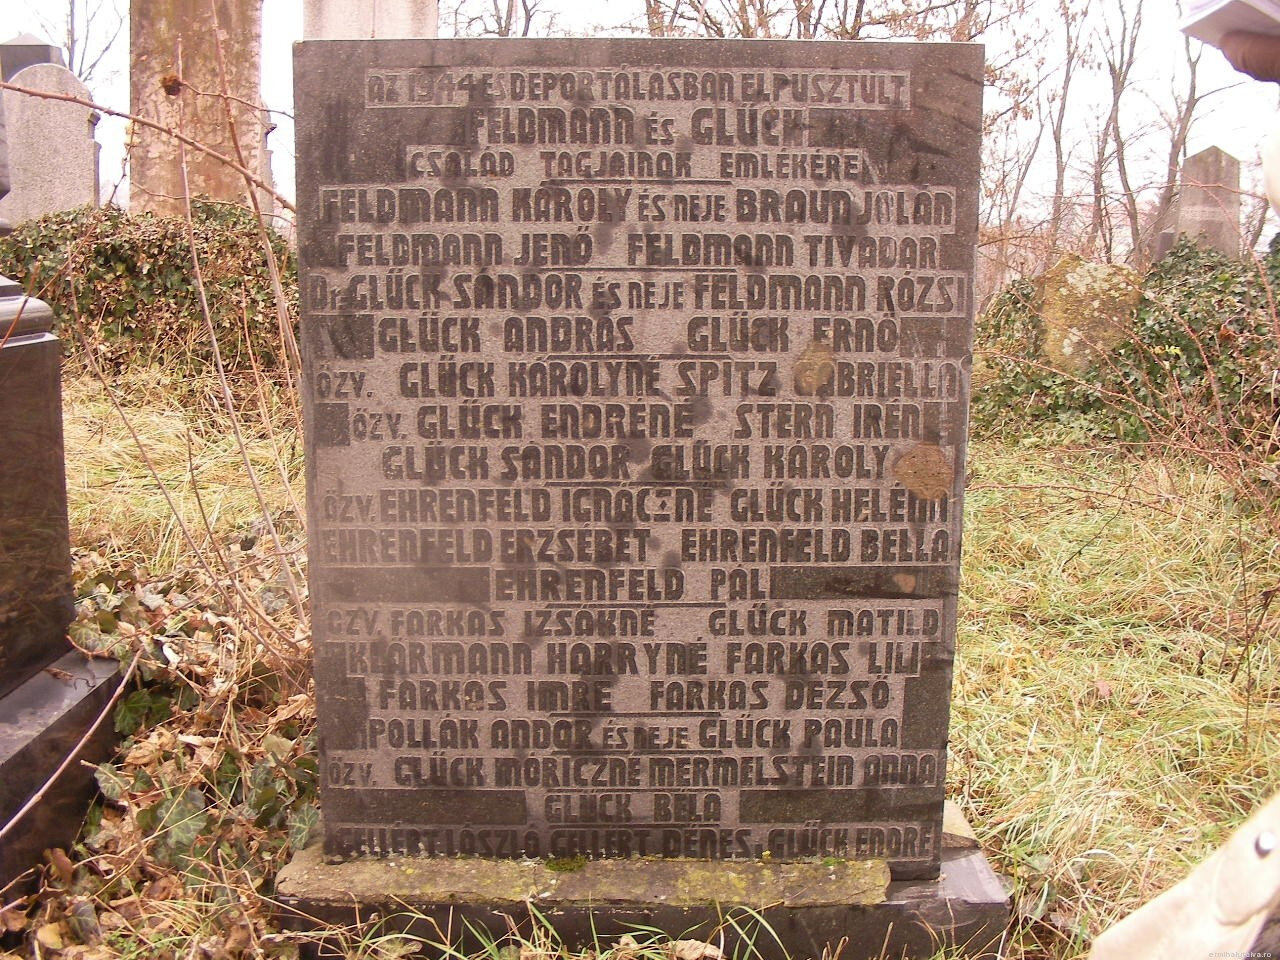 AZ 1944 ES DEPORTÁLÁSBAN ELPUSZTULT
FELDMANN ÉS GLÜCK
CSALÁD TAGJAINAK EMLÉKÉRE
FELDMANN KÁROLY ÉS NEJE BRAUN JOLÁN
FELDMANN JENŐ FELDMANN TIVADAR
Dr. GLÜCK SÁNDOR ÉS NEJE FELDMANN RÓZSI
GLÜCK ANDRÁS GLÜCK ERNŐ
ÖZV. GLÜCK KÁROLYNÉ SPITZ GABRIELLA
ÖZV. GLÜCK ENDRÉNÉ STERN IRÉN
GLÜCK SÁNDOR GLÜCK KÁROLY
ÖZV. EHRENFELD IGNÁCZNÉ GLÜCK HELÉN
EHRENFELD ERZSÉBET EHRENFELD BELLA
EHRENFELD PÁL
ÖZV. FARKAS IZSÁKNÉ GLÜCK MATILD
KLÁRMANN HARRYNÉ FARKAS LILI
FARKAS IMRE FARKAS DEZSŐ
POLLÁK ANDOR ÉS NEJE GLÜCK PAULA
ÖZV. GLÜCK MÓRICZNÉ MERMELSTEIN ANNA
GLÜCK BÉLA
GELLÉRT LÁSZLÓ GELLÉRT DÉNES GLÜCK ENDRE